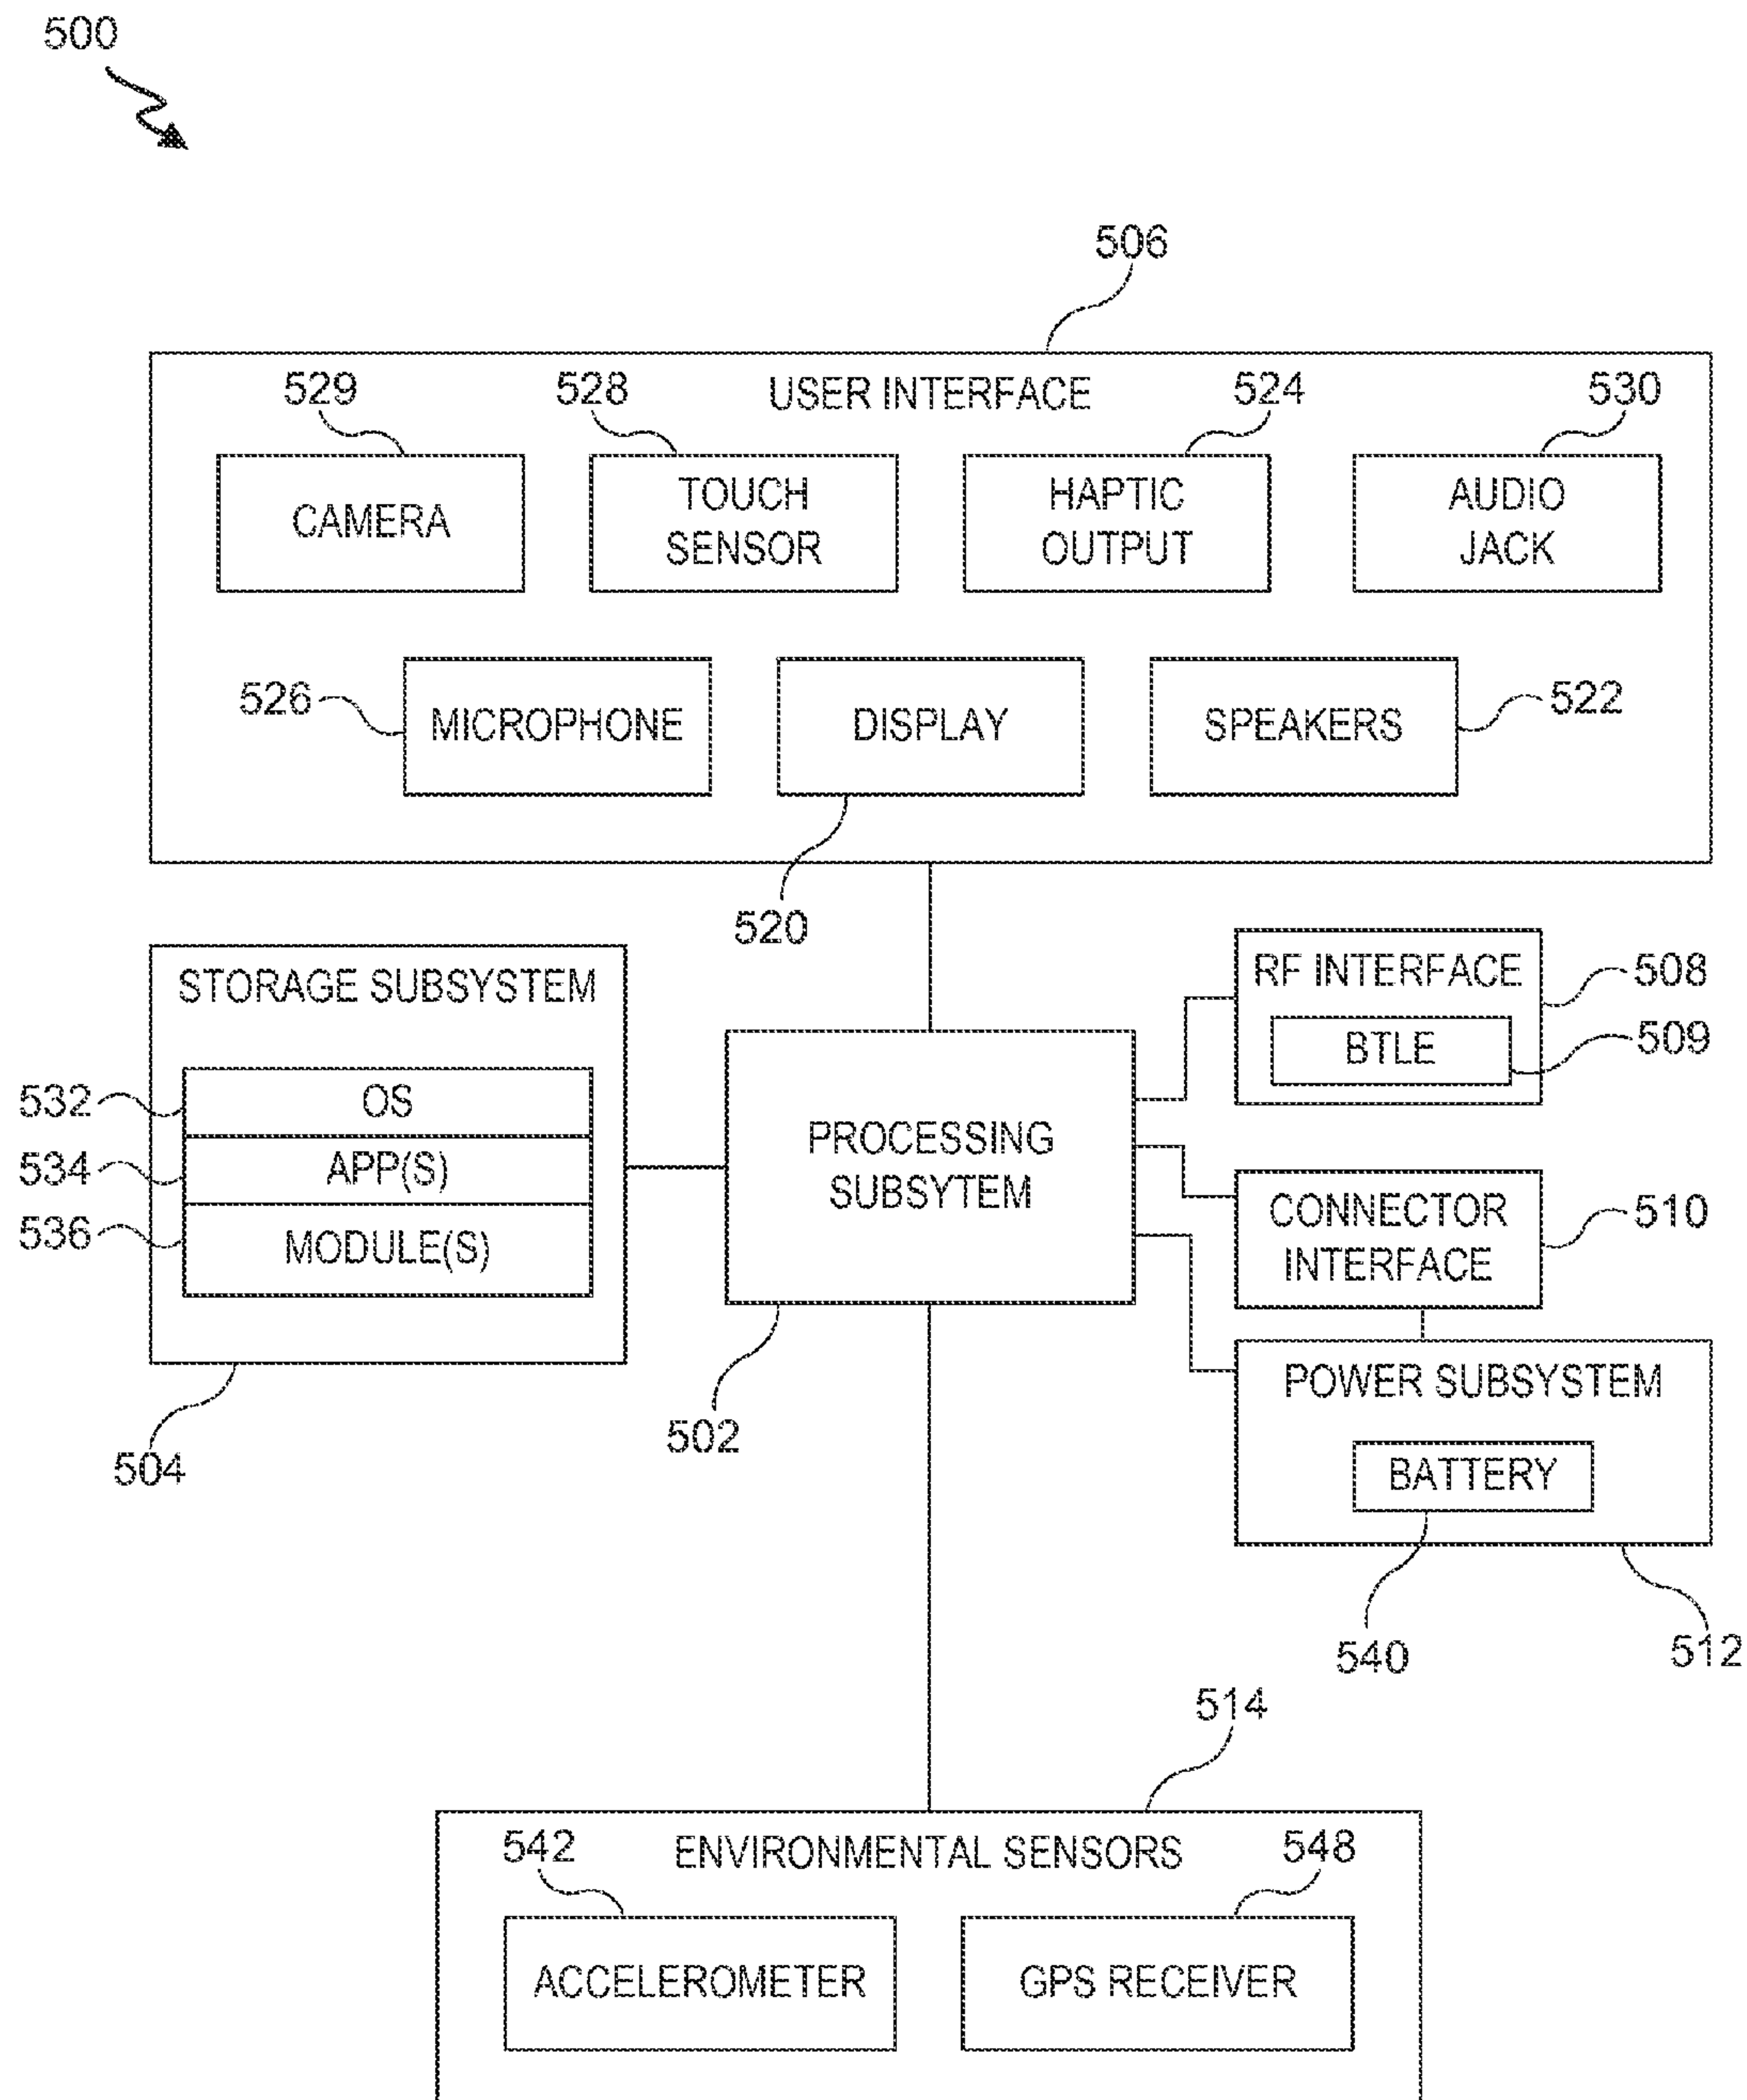 500
506
529
528
USER INTERFACE
524
530
CAMERA
TOUCH
SENSOR
HAPTIC
OUTPUT
AUDIO
JACK
526
MICROPHONE
DISPLAY
SPEAKERS
522
520
STORAGE SUBSYSTEM
532
OS
534
APP(S)
536
MODULE(S)
504
PROCESSING
SUBSYTEM
502
RF INTERFACE
508
BTLE
509
CONNECTOR
INTERFACE
510
POWER SUBSYSTEM
BATTERY
540
512
514
542
ENVIRONMENTAL SENSORS
548
ACCELEROMETER
GPS RECEIVER